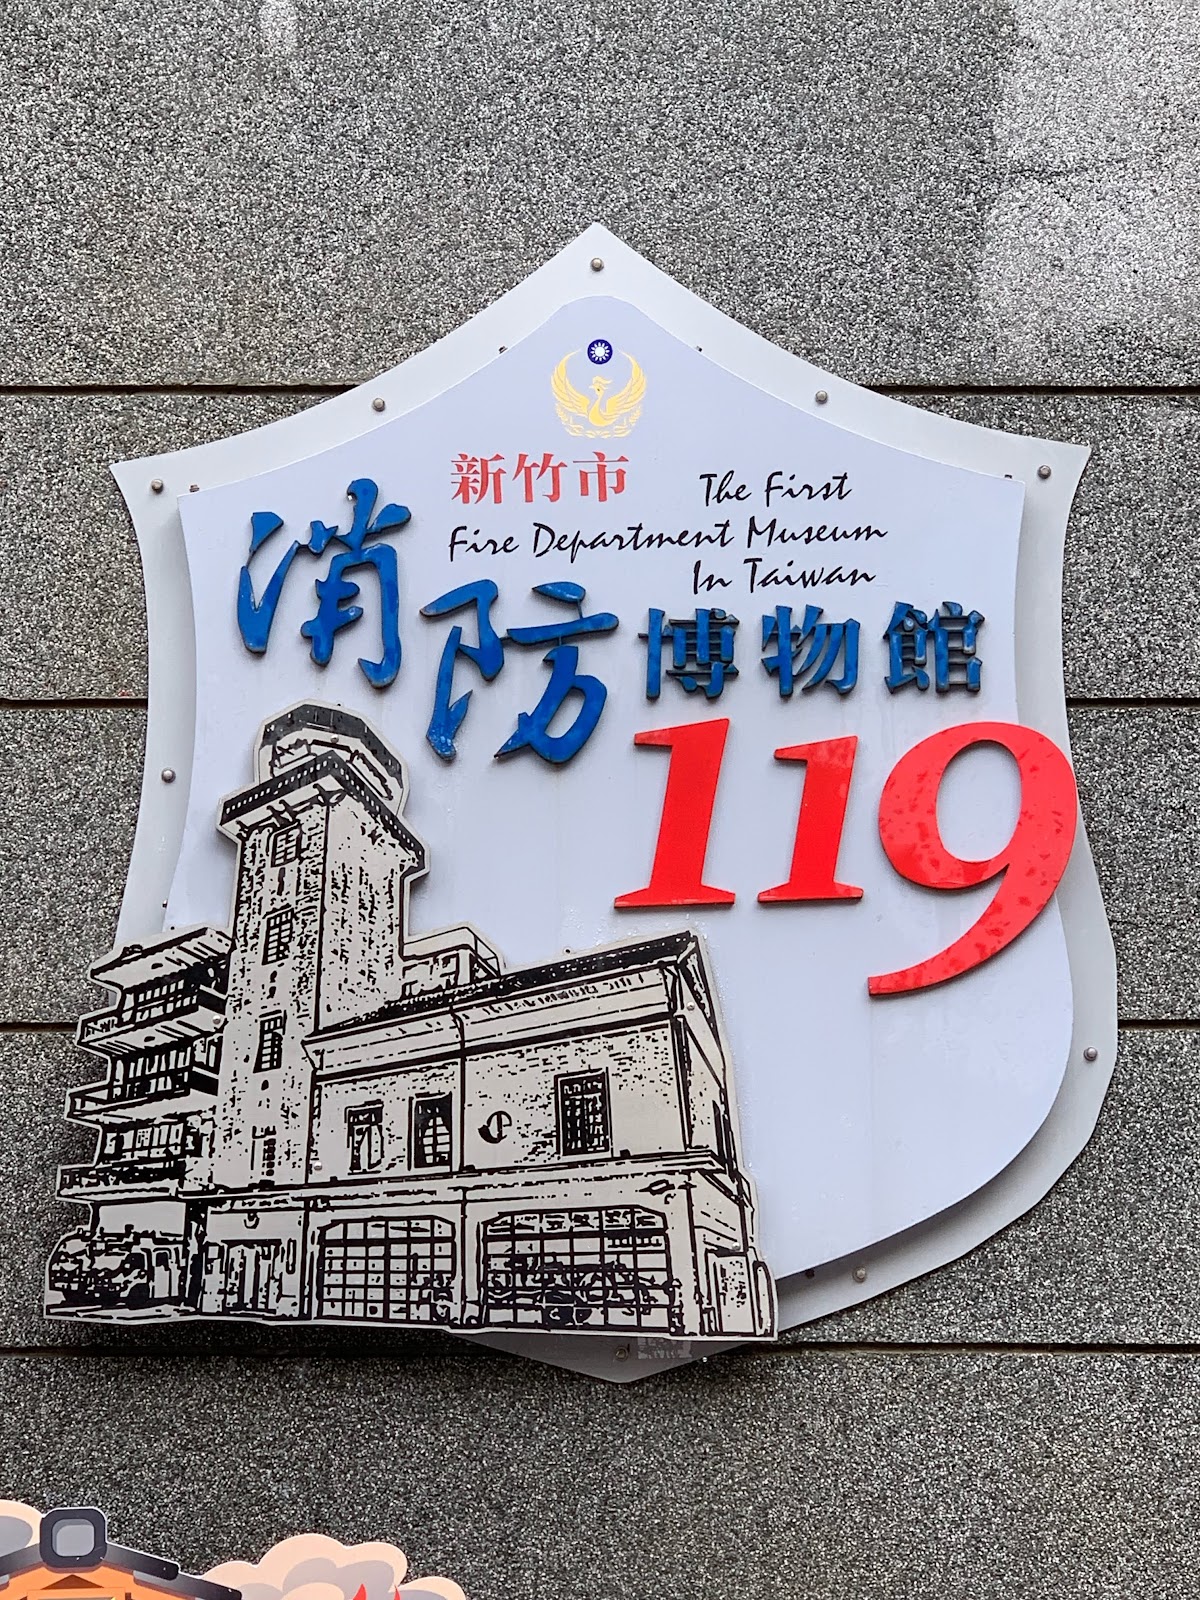 新竹市
The First
Fire Department Museum
In Taiwan
消防博物館
119